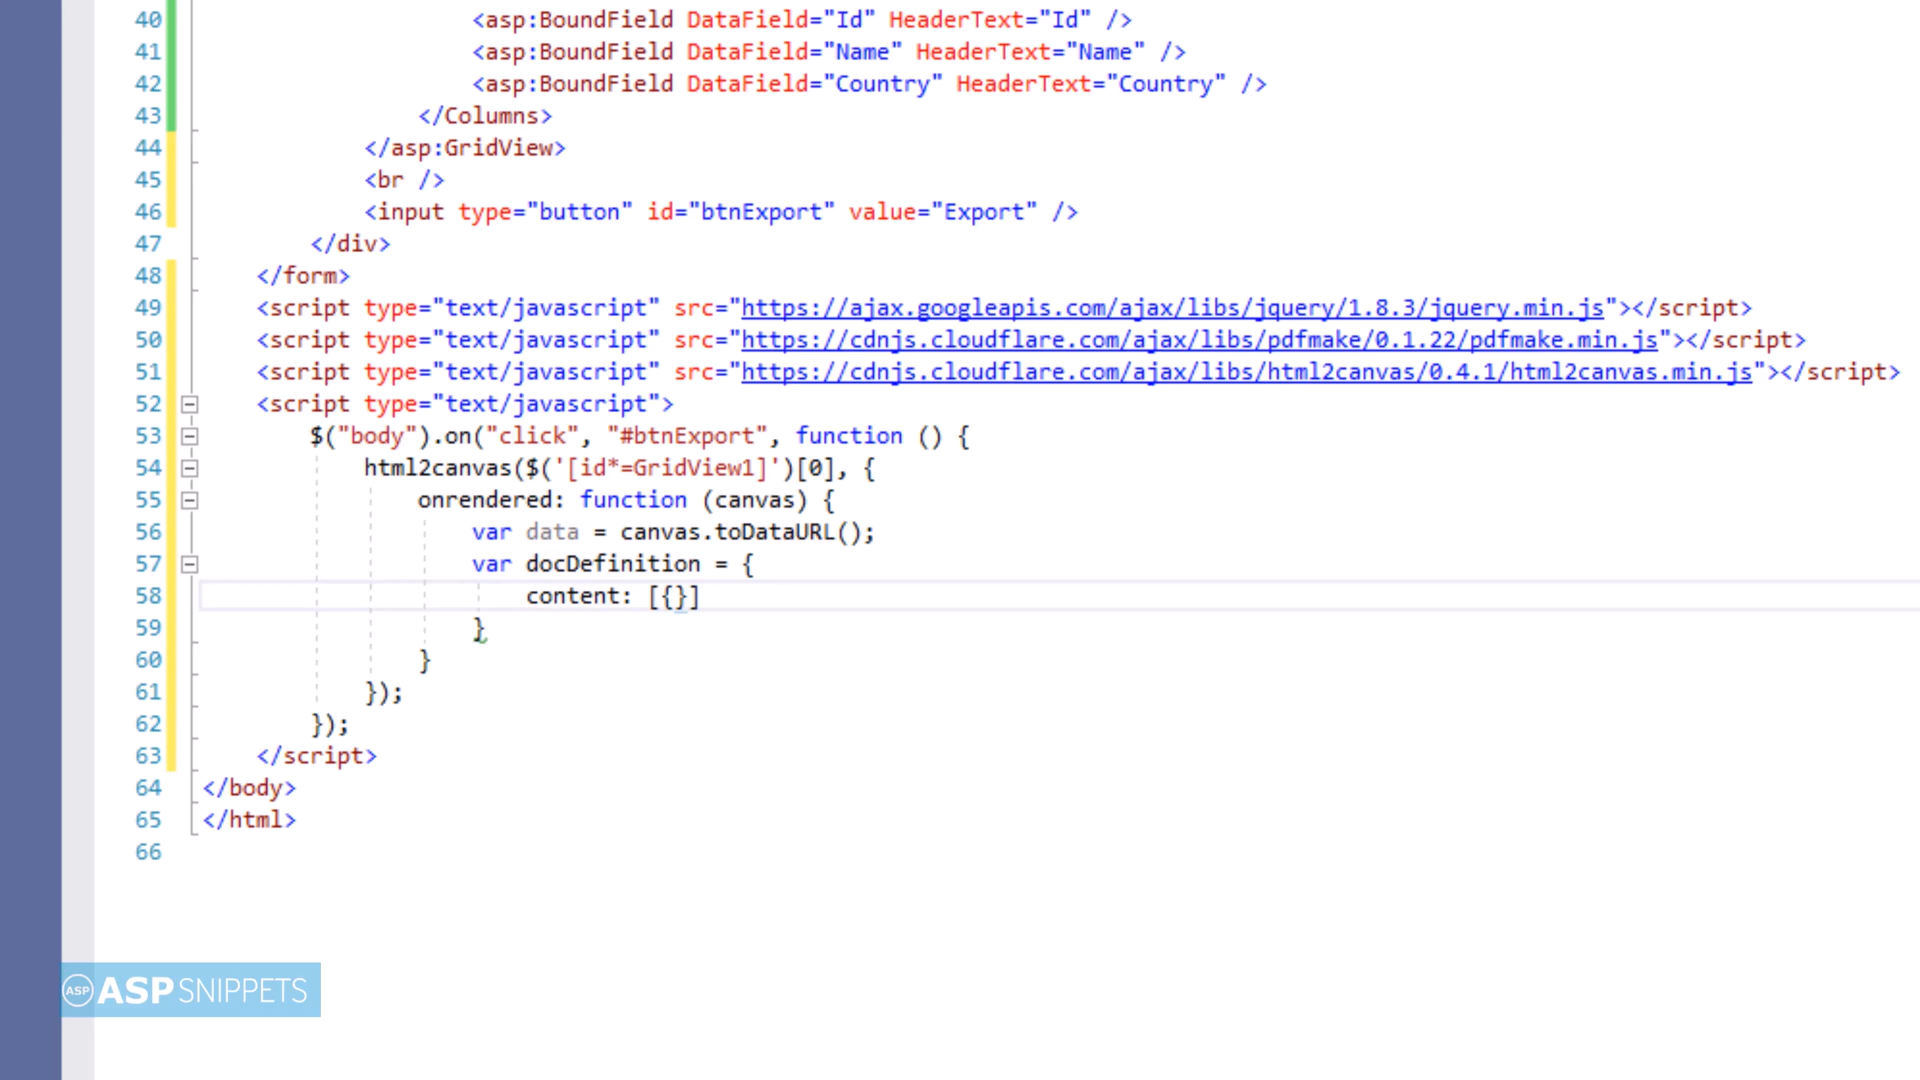 40 <asp:BoundField DataField="Id" HeaderText="Id" />
41 <asp:BoundField DataField="Name" HeaderText="Name" />
42 <asp:BoundField DataField="Country" HeaderText="Country" />
43 </Columns>
44 </asp:GridView>
45 <br />
46 <input type="button" id="btnExport" value="Export" />
47 </div>
48 </form>
49 <script type="text/javascript" src="https://ajax.googleapis.com/ajax/libs/jquery/1.8.3/jquery.min.js"></script>
50 <script type="text/javascript" src="https://cdnjs.cloudflare.com/ajax/libs/pdfmake/0.1.22/pdfmake.min.js"></script>
51 <script type="text/javascript" src="https://cdnjs.cloudflare.com/ajax/libs/html2canvas/0.4.1/html2canvas.min.js"></script>
52 <script type="text/javascript">
53 $("body").on("click", "#btnExport", function () {
54 html2canvas($('[id*=GridView1]')[0], {
55 onrendered: function (canvas) {
56 var data = canvas.toDataURL();
57 var docDefinition = {
58 content: [{}]
59 }
60 }
61 });
62 });
63 </script>
64 </body>
65 </html>
66
ASP ASPSNIPPETS